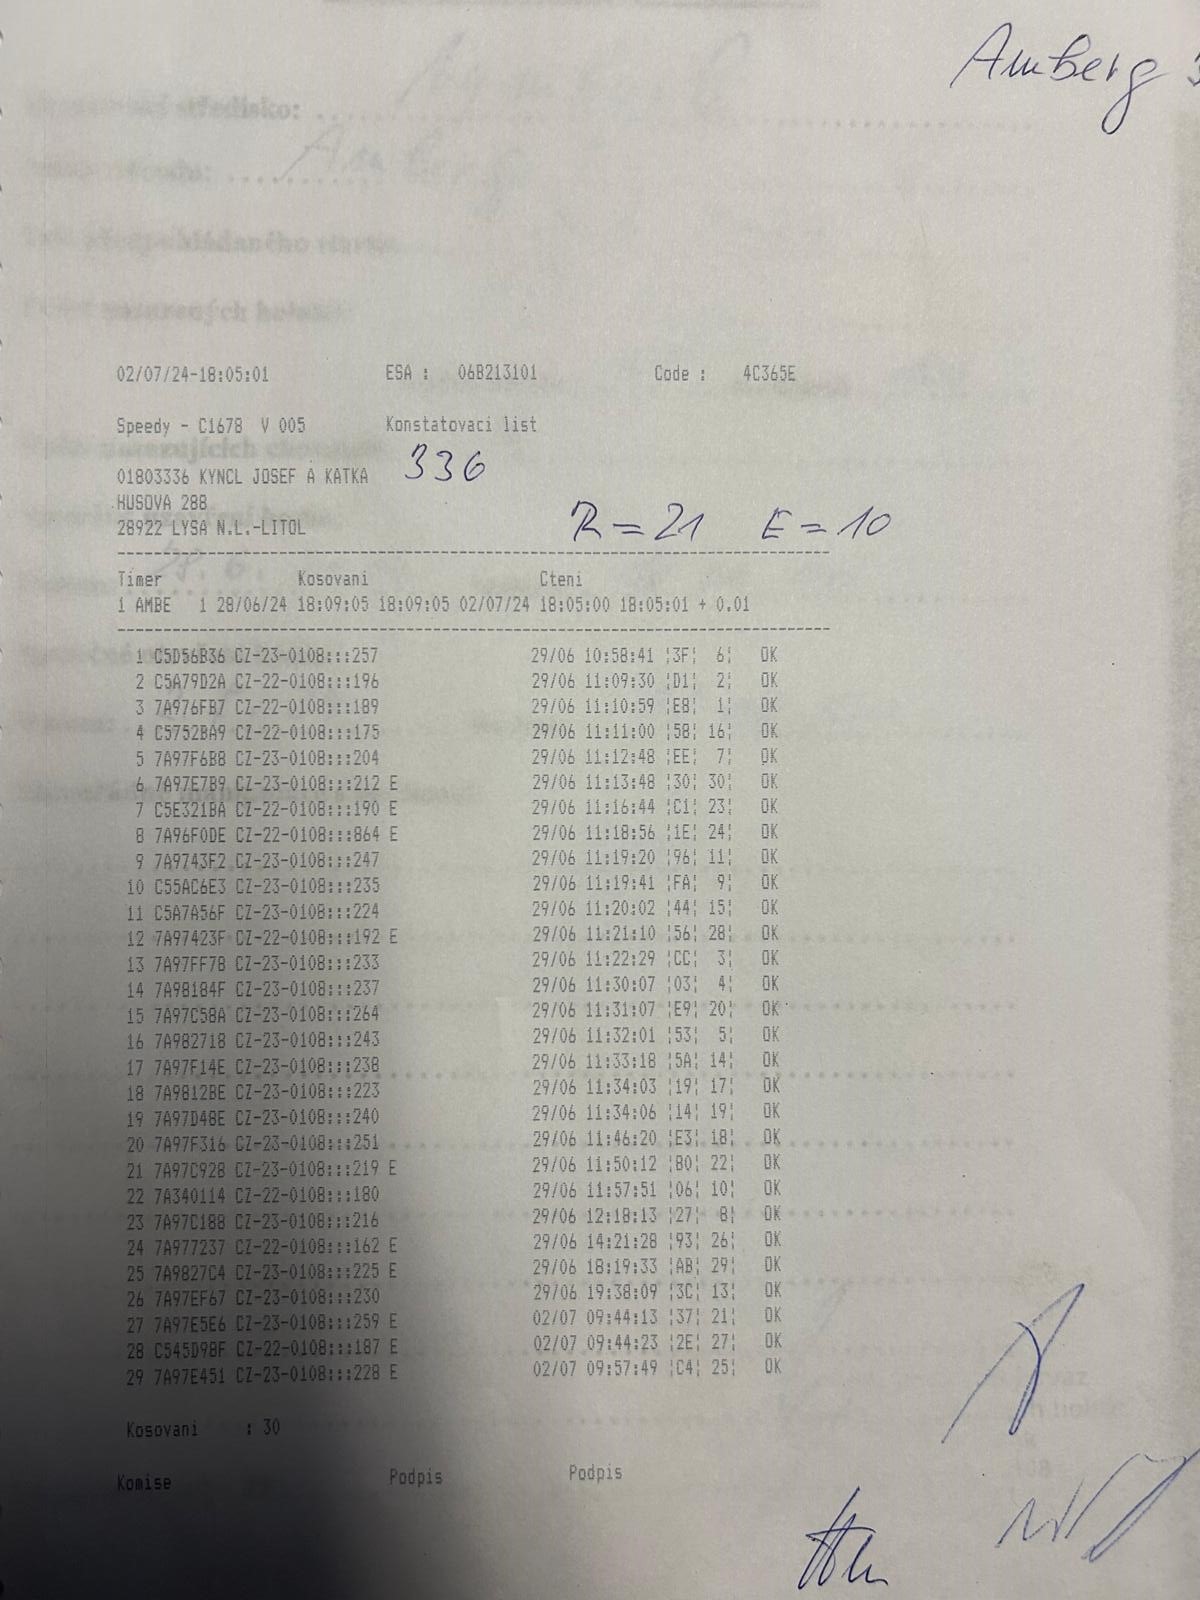 Amberg 3
středisko:
02/07/24-18:05:01 ESA : 06B213101 Code : 4C365E
Speedy - C1678 V 005 Konstatovaci list
01803336 KYNCL JOSEF A KATKA 336
HUSOVA 288
28922 LYSA N.L.-LITOL R = 21 E = 10
Timer Kosovani Cteni
1 AMBE 1 28/06/24 18:09:05 18:09:05 02/07/24 18:05:00 18:05:01 + 0.01
1 C5D56B36 CZ-23-0108:::257 29/06 10:58:41 ¦3F¦ 6¦ OK
2 C5A79D2A CZ-22-0108:::196 29/06 11:09:30 ¦D1¦ 2¦ OK
3 7A976FB7 CZ-22-0108:::189 29/06 11:10:59 ¦E8¦ 1¦ OK
4 C5752BA9 CZ-22-0108:::175 29/06 11:11:00 ¦58¦ 16¦ OK
5 7A97F6B8 CZ-23-0108:::204 29/06 11:12:48 ¦EE¦ 7¦ OK
6 7A97E7B9 CZ-23-0108:::212 E 29/06 11:13:48 ¦30¦ 30¦ OK
7 C5E321BA CZ-22-0108:::190 E 29/06 11:16:44 ¦C1¦ 23¦ OK
8 7A96F0DE CZ-22-0108:::864 E 29/06 11:18:56 ¦1E¦ 24¦ OK
9 7A9743F2 CZ-23-0108:::247 29/06 11:19:20 ¦96¦ 11¦ OK
10 C55AC6E3 CZ-23-0108:::235 29/06 11:19:41 ¦FA¦ 9¦ OK
11 C5A7A56F CZ-23-0108:::224 29/06 11:20:02 ¦44¦ 15¦ OK
12 7A97423F CZ-22-0108:::192 E 29/06 11:21:10 ¦56¦ 28¦ OK
13 7A97FF78 CZ-23-0108:::233 29/06 11:22:29 ¦CC¦ 3¦ OK
14 7A98184F CZ-23-0108:::237 29/06 11:30:07 ¦03¦ 4¦ OK
15 7A97C58A CZ-23-0108:::264 29/06 11:31:07 ¦E9¦ 20¦ OK
16 7A982718 CZ-23-0108:::243 29/06 11:32:01 ¦53¦ 5¦ OK
17 7A97F14E CZ-23-0108:::238 29/06 11:33:18 ¦5A¦ 14¦ OK
18 7A9812BE CZ-23-0108:::223 29/06 11:34:03 ¦19¦ 17¦ OK
19 7A97D48E CZ-23-0108:::240 29/06 11:34:06 ¦14¦ 19¦ OK
20 7A97F316 CZ-23-0108:::251 29/06 11:46:20 ¦E3¦ 18¦ OK
21 7A97C928 CZ-23-0108:::219 E 29/06 11:50:12 ¦80¦ 22¦ OK
22 7A340114 CZ-22-0108:::180 29/06 11:57:51 ¦06¦ 10¦ OK
23 7A97C188 CZ-23-0108:::216 29/06 12:18:13 ¦27¦ 8¦ OK
24 7A977237 CZ-22-0108:::162 E 29/06 14:21:28 ¦93¦ 26¦ OK
25 7A9827C4 CZ-23-0108:::225 E 29/06 18:19:33 ¦AB¦ 29¦ OK
26 7A97EF67 CZ-23-0108:::230 29/06 19:38:09 ¦3C¦ 13¦ OK
27 7A97E5E6 CZ-23-0108:::259 E 02/07 09:44:13 ¦37¦ 21¦ OK
28 C545D98F CZ-22-0108:::187 E 02/07 09:44:23 ¦2E¦ 27¦ OK
29 7A97E451 CZ-23-0108:::228 E 02/07 09:57:49 ¦C4¦ 25¦ OK
Kosovani : 30
Komise Podpis Podpis